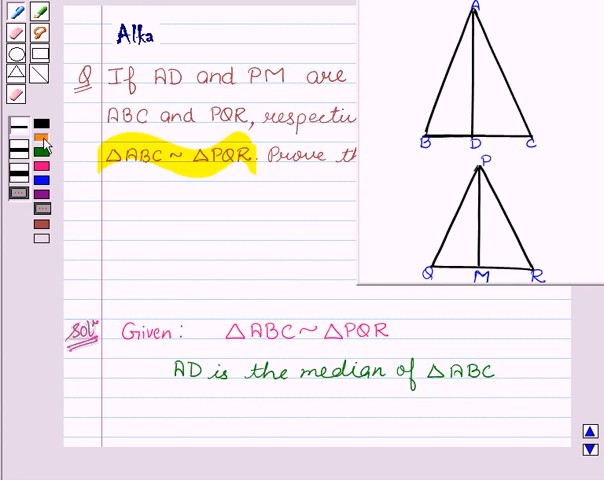 Alka
Q If AD and PM are
ABC and PQR, respecti
△ABC ~ △PQR. Prove th
A
B D C
P
Q M R
Solⁿ Given: △ABC ~ △PQR
AD is the median of △ABC